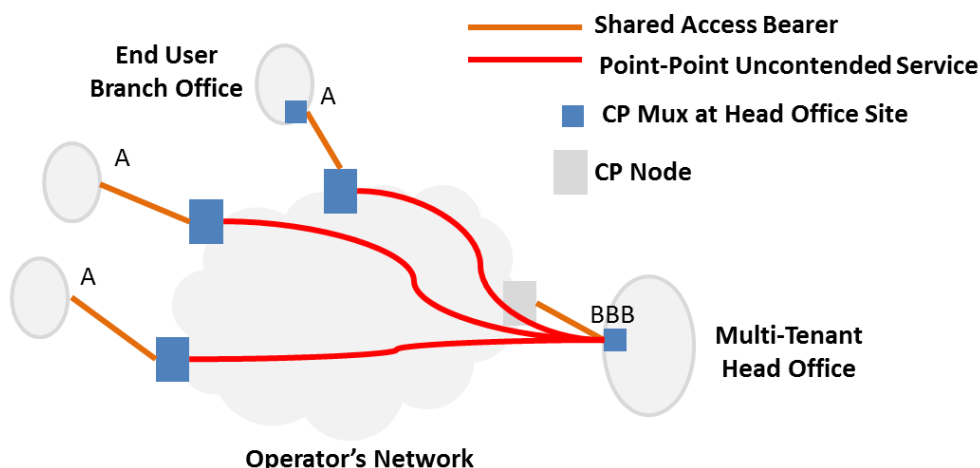 Shared Access Bearer
End User
Branch Office
Point-Point Uncontended Service
A
CP Mux at Head Office Site
A
CP Node
A
BBB
Multi-Tenant
Head Office
Operator's Network